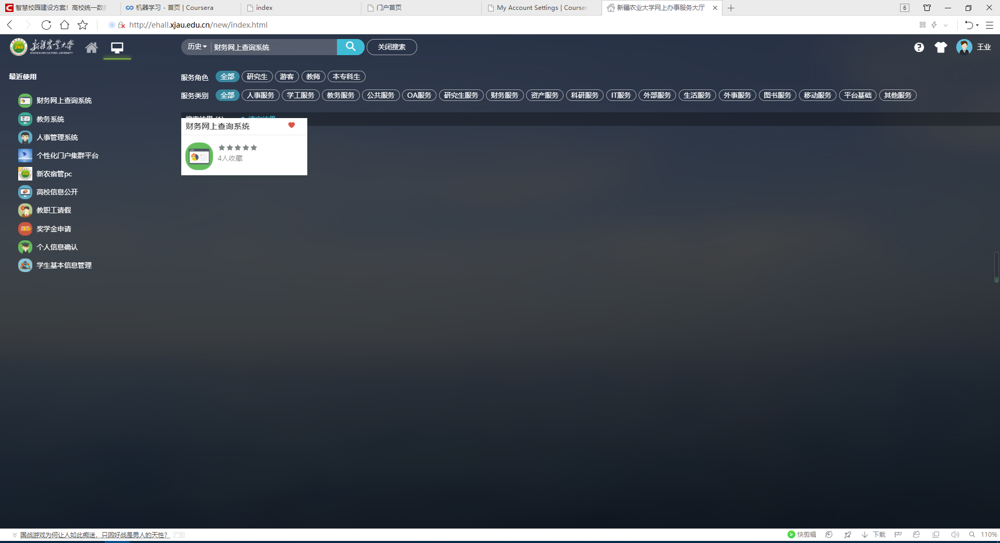 智慧校园建设方案！高校统一数据
机器学习 - 首页 | Coursera
index
门户首页
My Account Settings | Courser
新疆农业大学网上办事服务大厅
6
http://ehall.xjau.edu.cn/new/index.html
新疆农业大学
历史
财务网上查询系统
关闭搜索
王业
最近使用
财务网上查询系统
教务系统
人事管理系统
个性化门户集群平台
新农宿管pc
高校信息公开
教职工请假
奖学金申请
个人信息确认
学生基本信息管理
服务角色 全部 研究生 游客 教师 本专科生
服务类别 全部 人事服务 学工服务 教务服务 公共服务 OA服务 研究生服务 财务服务 资产服务 科研服务 IT服务 外部服务 生活服务 外事服务 图书服务 移动服务 平台基础 其他服务
搜索结果 (1) 清空结果
财务网上查询系统
4人收藏
国战游戏为何让人如此痴迷，只因好战是男人的天性？ 广告
快剪辑
下载
110%